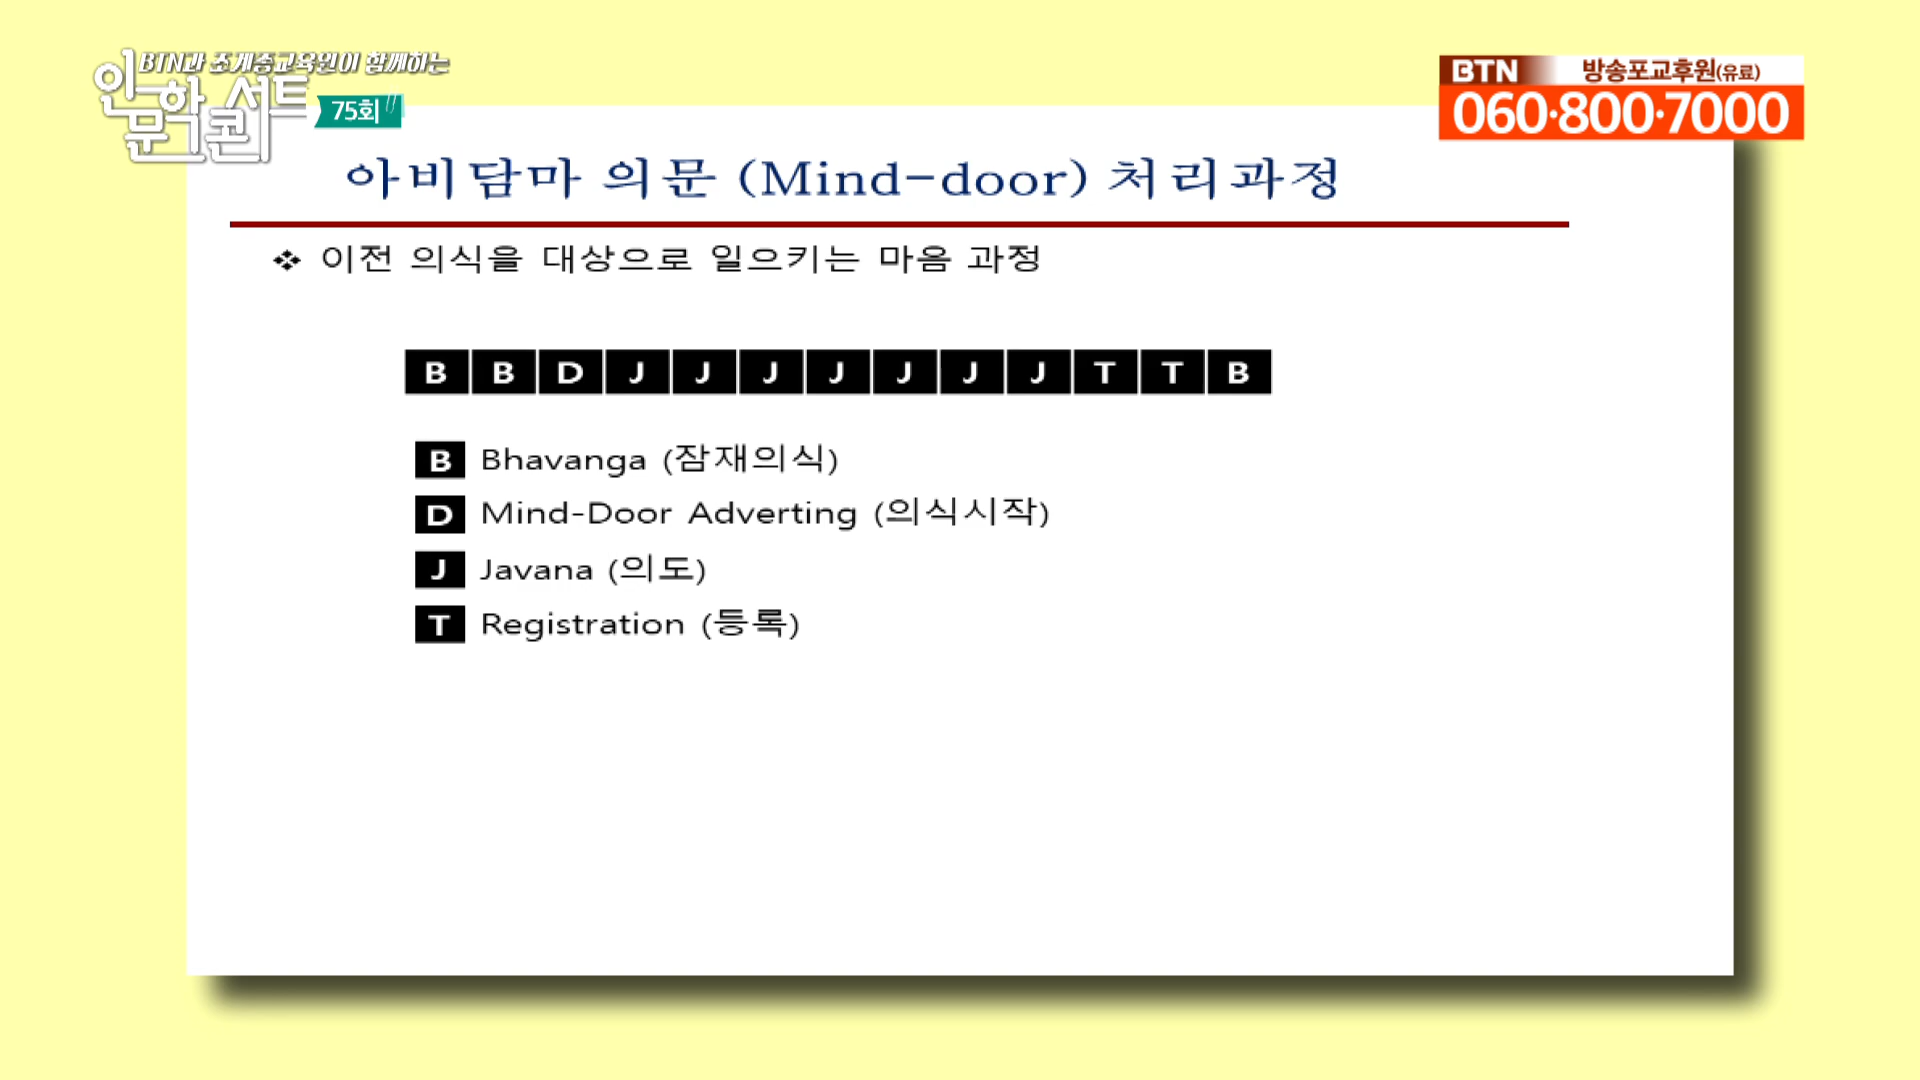 BTN과 조계종교육원이 함께하는
인문학 콘서트
75회
BTN 방송포교후원(유료)
060·800·7000
아비담마 의문 (Mind-door) 처리과정
❖ 이전 의식을 대상으로 일으키는 마음 과정
B B D J J J J J J J T T B
B Bhavanga (잠재의식)
D Mind-Door Adverting (의식시작)
J Javana (의도)
T Registration (등록)